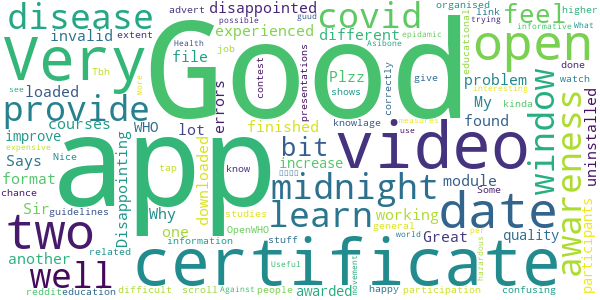 disease
invalid
advert
disappointed
covid
feel
link
organised
higher
Some
Very
Good
open
extent
experienced
different
educational
trying
informative
What
Tbh
file
job
Health
contest
possible
presentations
guud
Asibone
epidamic
loaded
errors
Plzz
shows
give
correctly
problem
done
see
provide
courses
WHO
lot
finished
knowlage
My
found
watch
improve
Disappointing
app
video
window
awareness
uninstalled
Says
Nice
downloaded
bit
increase
module
interesting
measures
use
format
chance
Why
tap
know
midnight
Some
quality
Sir
guidelines
one
studies
learn
working
general
date
participants
two
another
information
OpenWHO
stuff
Great
world
confusing
related
well
certificate
expensive
Useful
movement
hazardous
per
reddit
education
difficult
scroll
Against
people
awarded
happy
participation